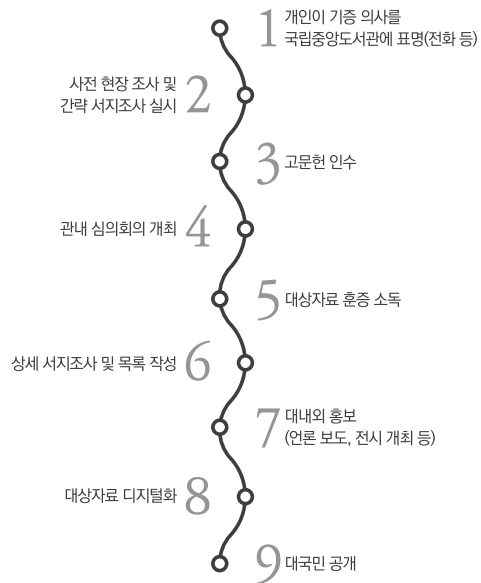 1 개인이 기증 의사를
국립중앙도서관에 표명(전화 등)
사전 현장 조사 및
간략 서지조사 실시 2
3 고문헌 인수
관내 심의회의 개최 4
5 대상자료 훈증 소독
상세 서지조사 및 목록 작성 6
7 대내외 홍보
(언론 보도, 전시 개최 등)
대상자료 디지털화 8
9 대국민 공개